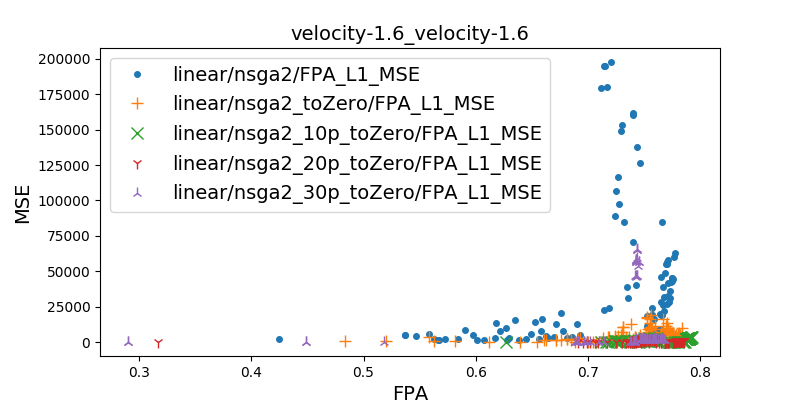 velocity-1.6_velocity-1.6
200000
175000
150000
125000
100000
75000
50000
25000
0
MSE
linear/nsga2/FPA_L1_MSE
linear/nsga2_toZero/FPA_L1_MSE
linear/nsga2_10p_toZero/FPA_L1_MSE
linear/nsga2_20p_toZero/FPA_L1_MSE
linear/nsga2_30p_toZero/FPA_L1_MSE
0.3 0.4 0.5 0.6 0.7 0.8
FPA